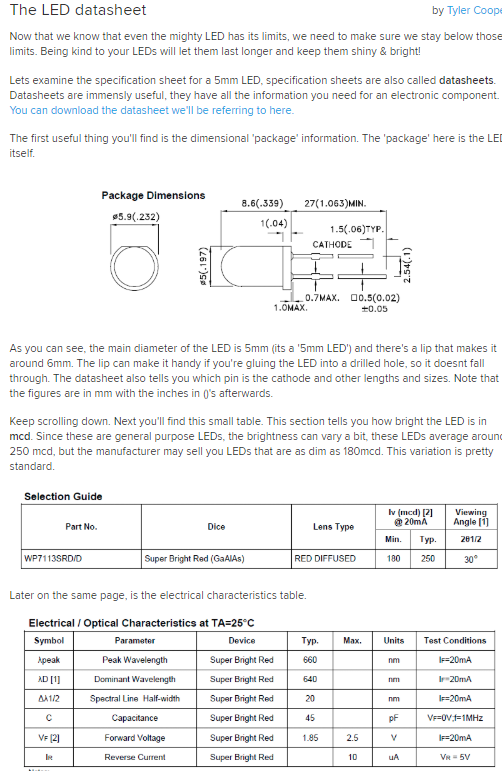 The LED datasheet
by Tyler Coope
Now that we know that even the mighty LED has its limits, we need to make sure we stay below those
limits. Being kind to your LEDs will let them last longer and keep them shiny & bright!
Lets examine the specification sheet for a 5mm LED, specification sheets are also called datasheets.
Datasheets are immensly useful, they have all the information you need for an electronic component.
You can download the datasheet we'll be referring to here.
The first useful thing you'll find is the dimensional 'package' information. The 'package' here is the LED
itself.
Package Dimensions
ø5.9(.232)
8.6(.339) 27(1.063)MIN.
1(.04)
1.5(.06)TYP.
CATHODE
ø5(.197)
2.54(.1)
0.7MAX. □0.5(0.02)
1.0MAX. ±0.05
As you can see, the main diameter of the LED is 5mm (its a '5mm LED') and there's a lip that makes it
around 6mm. The lip can make it handy if you're gluing the LED into a drilled hole, so it doesnt fall
through. The datasheet also tells you which pin is the cathode and other lengths and sizes. Note that
the figures are in mm with the inches in ()'s afterwards.
Keep scrolling down. Next you'll find this small table. This section tells you how bright the LED is in
mcd. Since these are general purpose LEDs, the brightness can vary a bit, these LEDs average around
250 mcd, but the manufacturer may sell you LEDs that are as dim as 180mcd. This variation is pretty
standard.
Selection Guide
Part No. Dice Lens Type Iv (mcd) [2] @ 20mA Viewing Angle [1]
Min. Typ. 2θ1/2
WP7113SRD/D Super Bright Red (GaAlAs) RED DIFFUSED 180 250 30°
Later on the same page, is the electrical characteristics table.
Electrical / Optical Characteristics at TA=25°C
Symbol Parameter Device Typ. Max. Units Test Conditions
λpeak Peak Wavelength Super Bright Red 660 nm IF=20mA
λD [1] Dominant Wavelength Super Bright Red 640 nm IF=20mA
Δλ1/2 Spectral Line Half-width Super Bright Red 20 nm IF=20mA
C Capacitance Super Bright Red 45 pF VF=0V;f=1MHz
VF [2] Forward Voltage Super Bright Red 1.85 2.5 V IF=20mA
IR Reverse Current Super Bright Red 10 uA VR = 5V